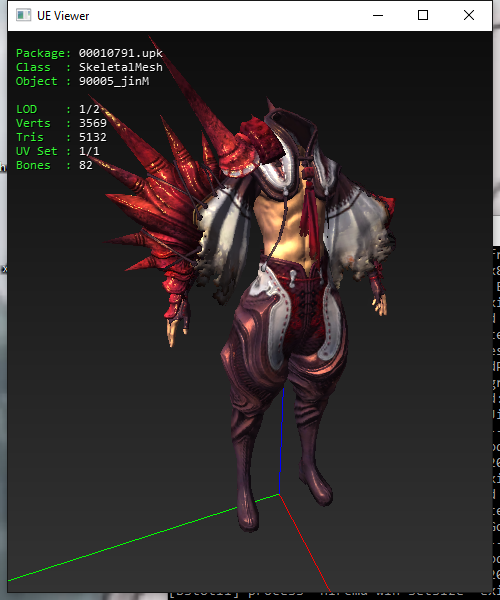 UE Viewer
Package: 00010791.upk
Class : SkeletalMesh
Object : 90005_jinM
LOD : 1/2
Verts : 3569
Tris : 5132
UV Set : 1/1
Bones : 82